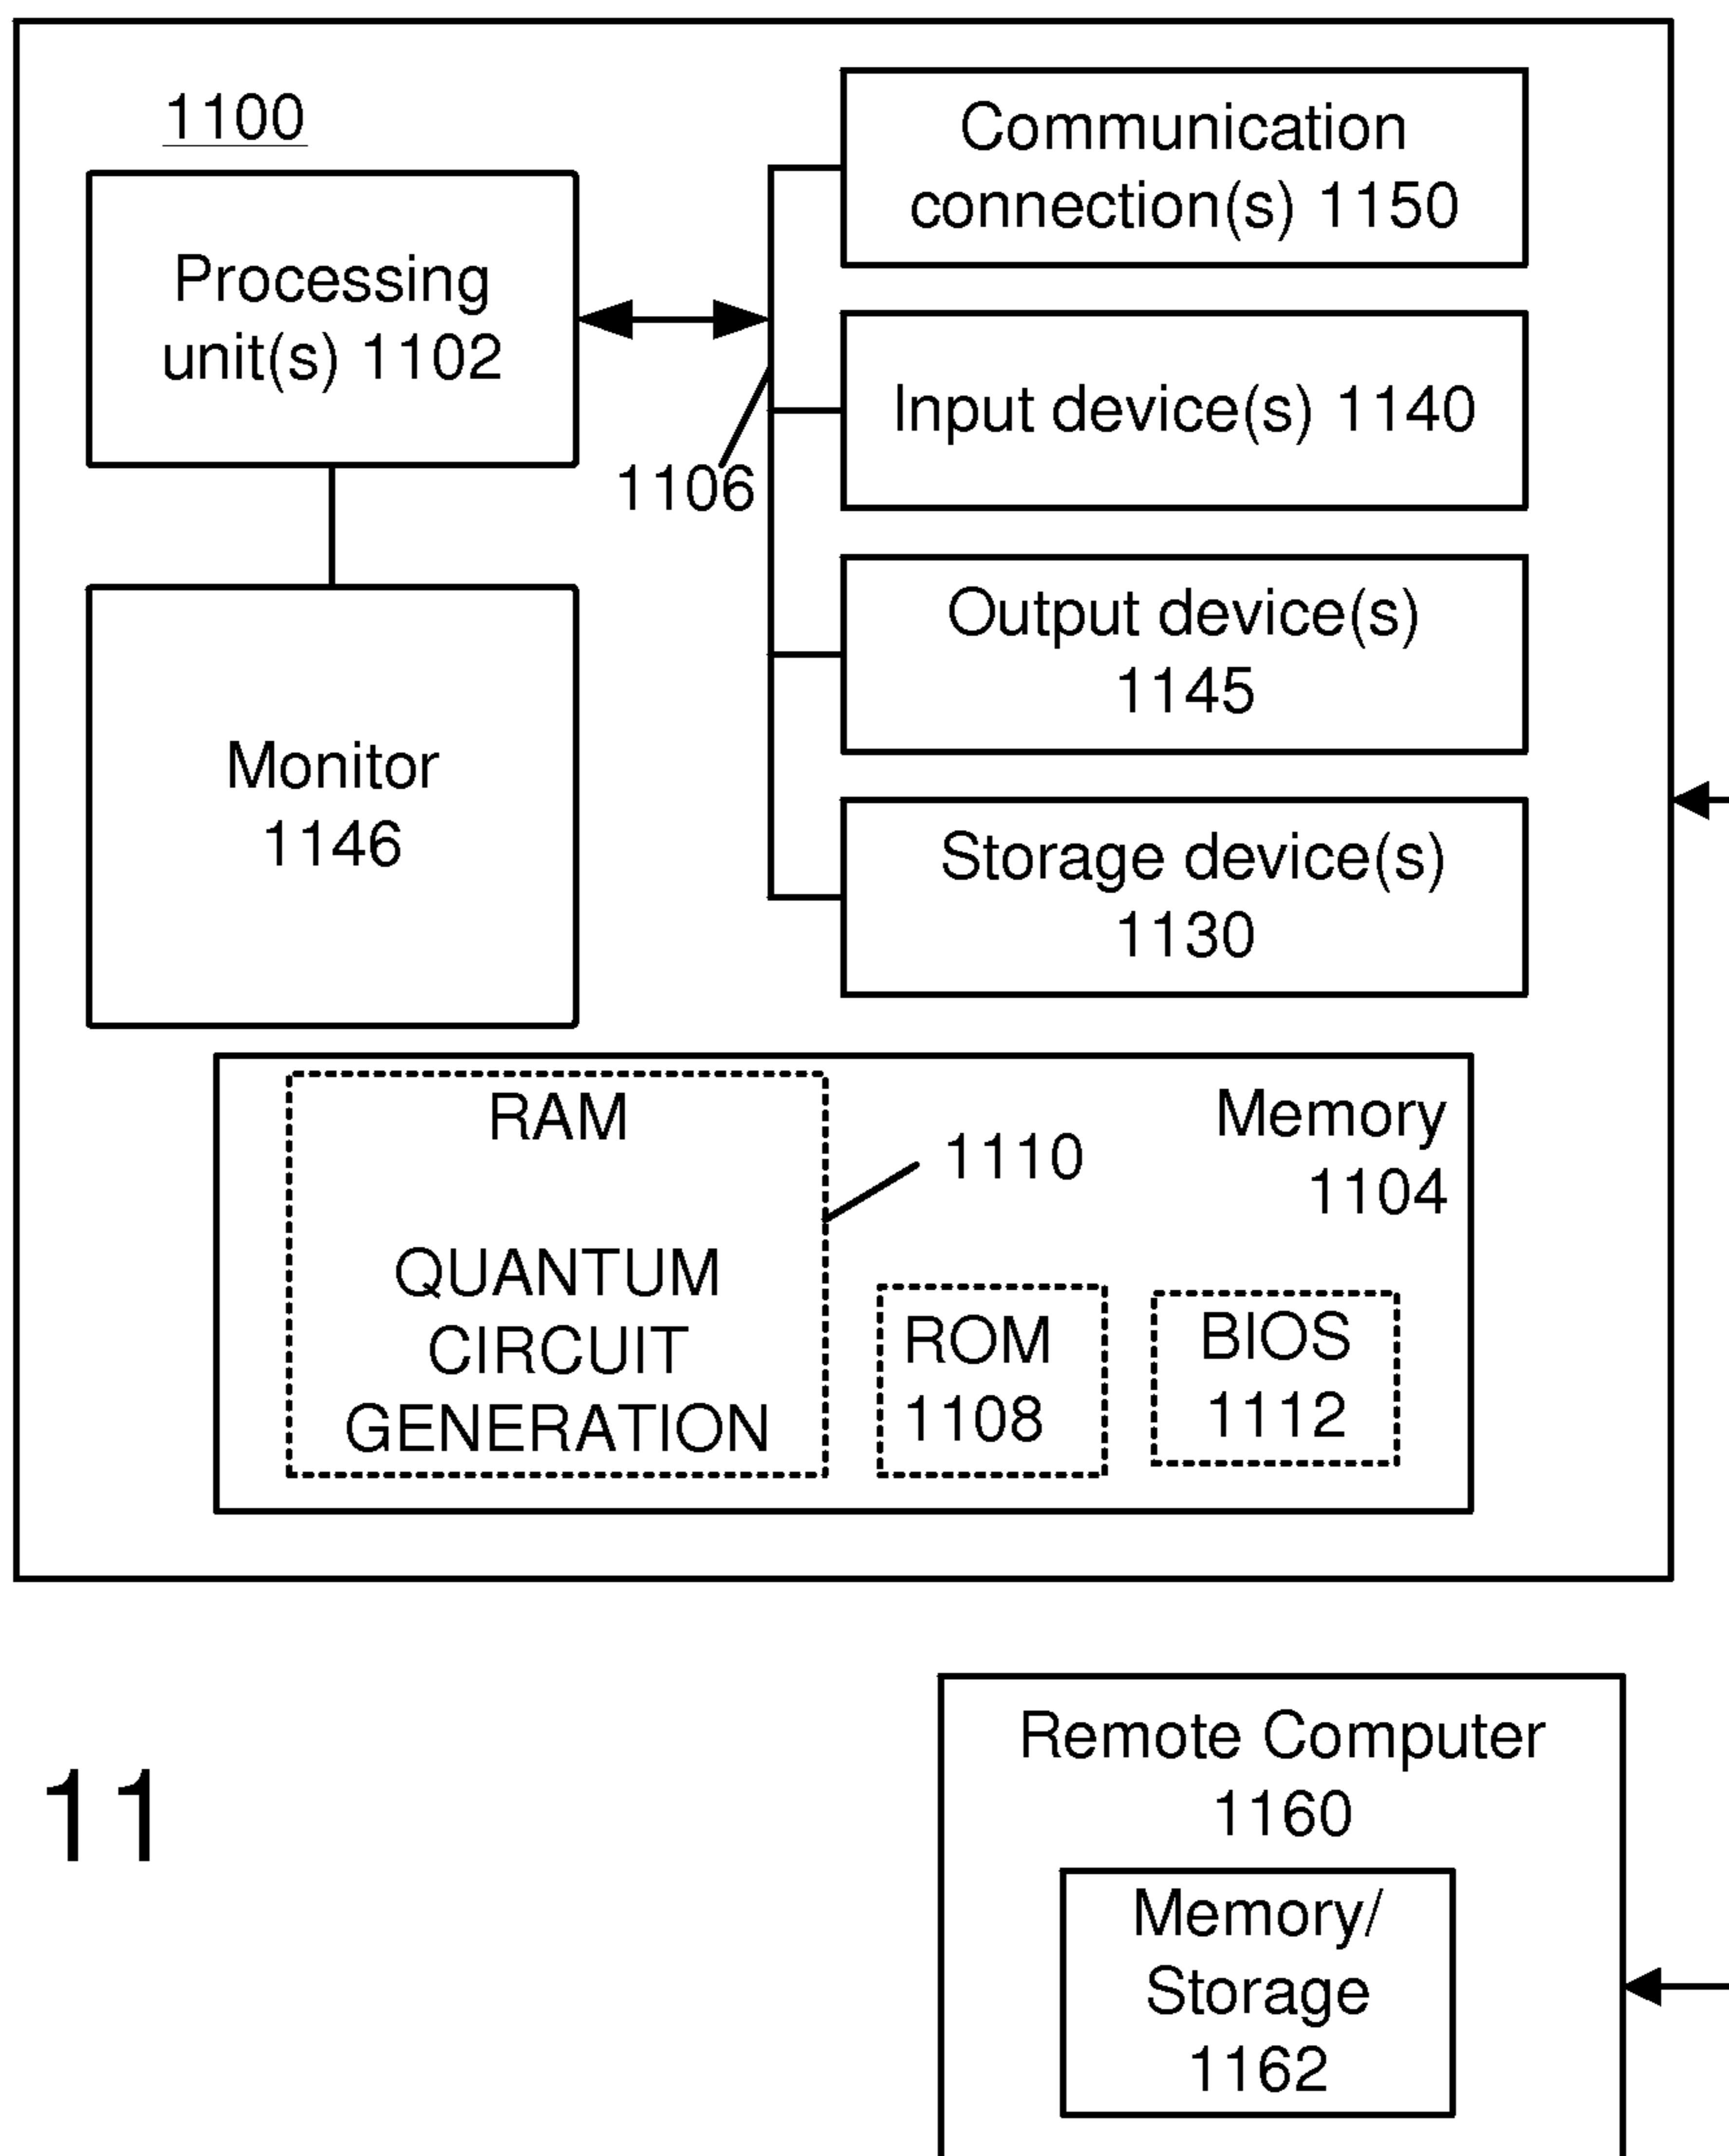 1100
Processing
unit(s) 1102
1106
Communication
connection(s) 1150
Input device(s) 1140
Output device(s)
1145
Storage device(s)
1130
Monitor
1146
RAM
QUANTUM
CIRCUIT
GENERATION
1110
Memory
1104
ROM
1108
BIOS
1112
11
Remote Computer
1160
Memory/
Storage
1162